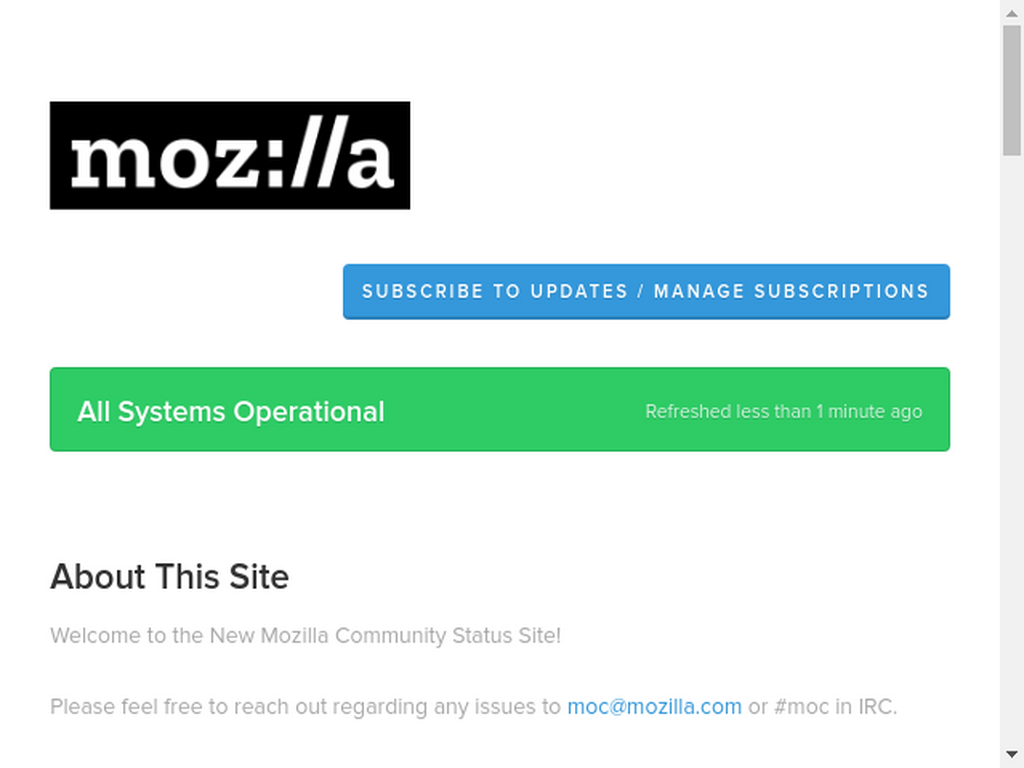 moz://a
SUBSCRIBE TO UPDATES / MANAGE SUBSCRIPTIONS
All Systems Operational
Refreshed less than 1 minute ago
About This Site
Welcome to the New Mozilla Community Status Site!
Please feel free to reach out regarding any issues to moc@mozilla.com or #moc in IRC.